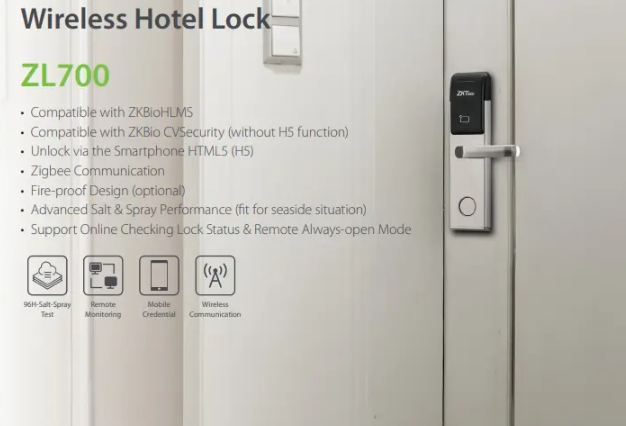 Wireless Hotel Lock
ZL700
• Compatible with ZKBioHLMS
• Compatible with ZKBio CVSecurity (without H5 function)
• Unlock via the Smartphone HTML5 (H5)
• Zigbee Communication
• Fire-proof Design (optional)
• Advanced Salt & Spray Performance (fit for seaside situation)
• Support Online Checking Lock Status & Remote Always-open Mode
ZKTeco
96H-Salt-Spray Test
Remote Monitoring
Mobile Credential
Wireless Communication